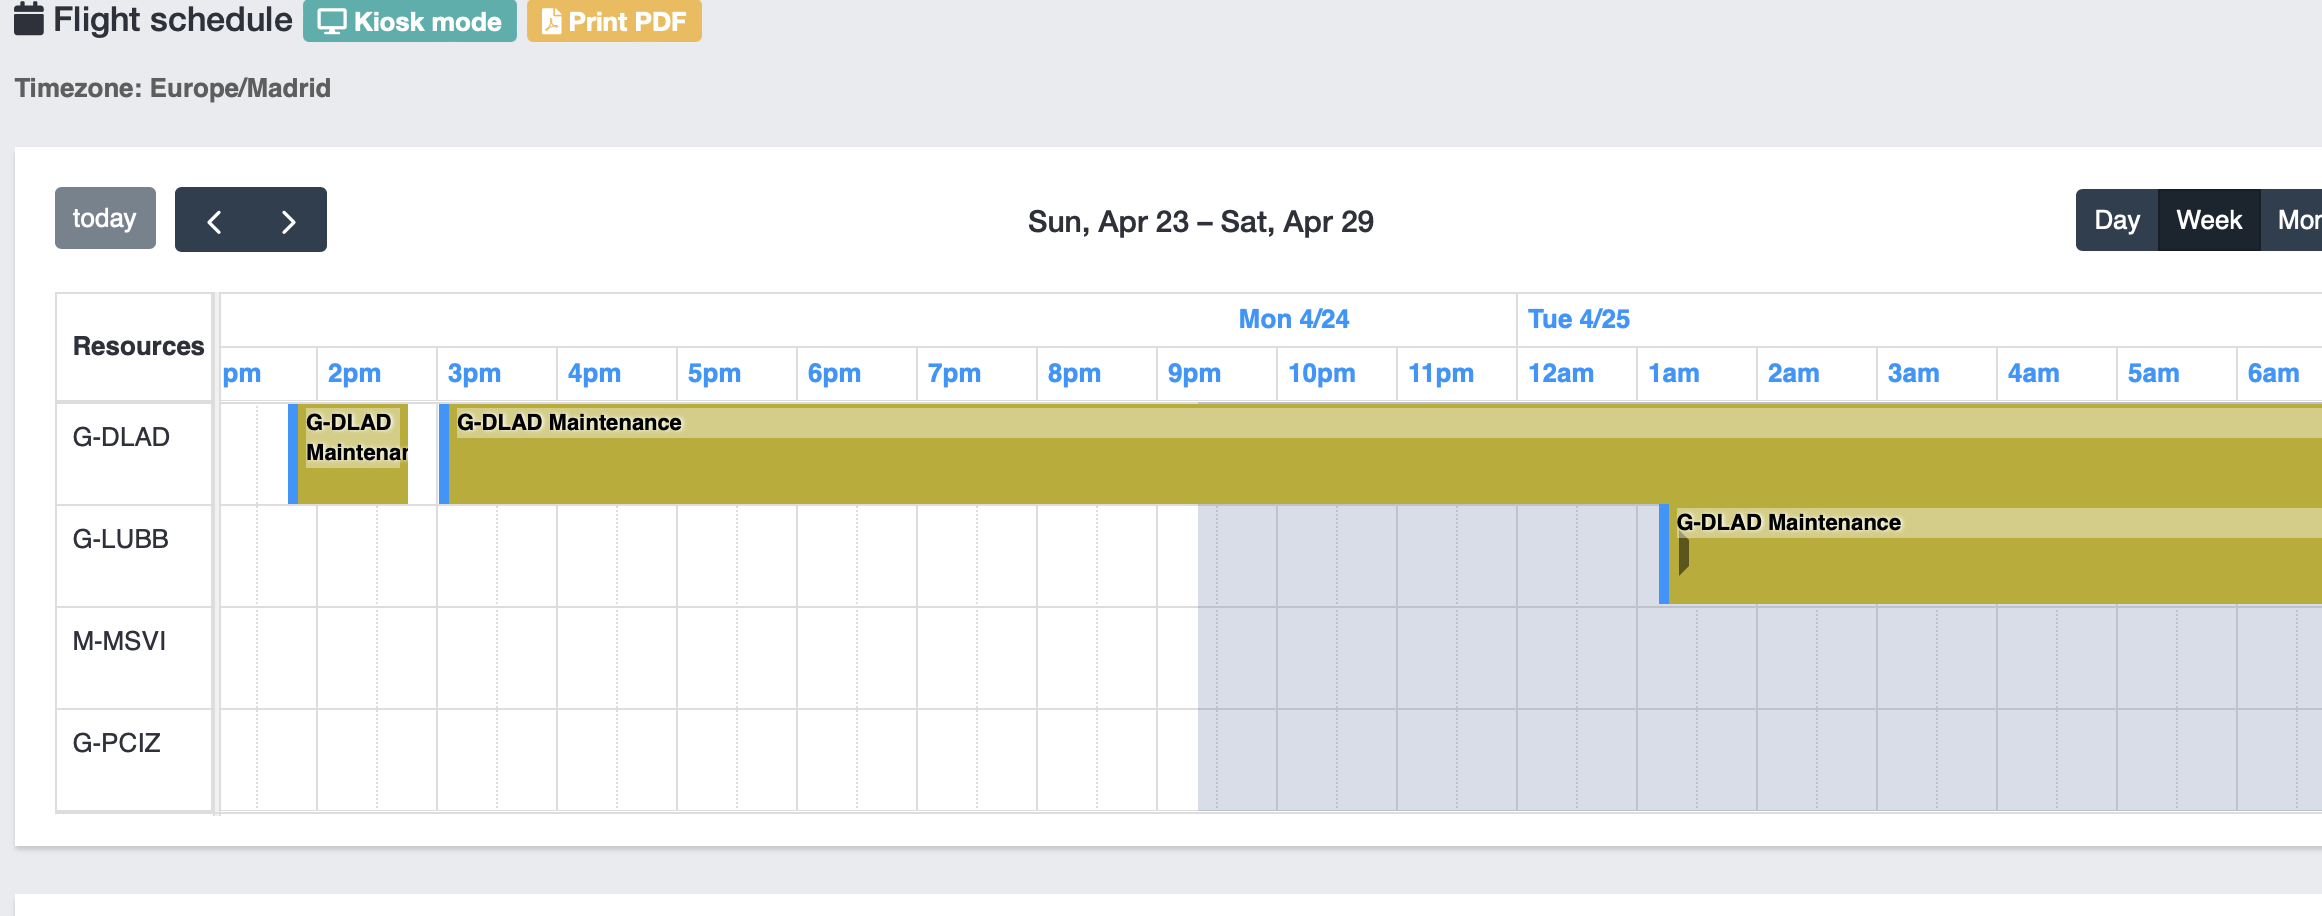 Flight schedule Kiosk mode Print PDF
Timezone: Europe/Madrid
today Sun, Apr 23 – Sat, Apr 29 Day Week Mon
Resources Mon 4/24 Tue 4/25
pm 2pm 3pm 4pm 5pm 6pm 7pm 8pm 9pm 10pm 11pm 12am 1am 2am 3am 4am 5am 6am
G-DLAD G-DLAD G-DLAD Maintenance
Maintenan
G-LUBB G-DLAD Maintenance
M-MSVI
G-PCIZ